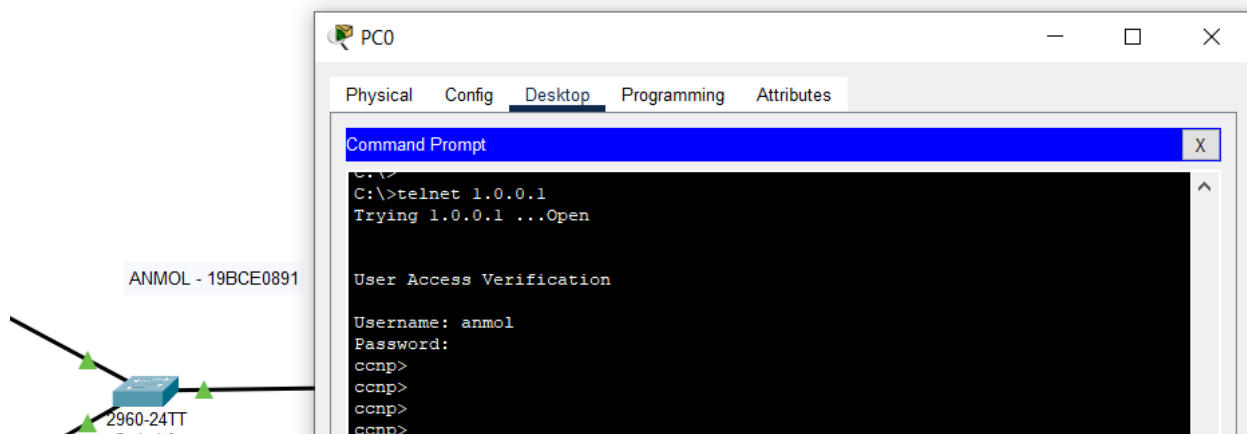 PC0
Physical Config Desktop Programming Attributes
Command Prompt
X
C:\>
C:\>telnet 1.0.0.1
Trying 1.0.0.1 ...Open
User Access Verification
Username: anmol
Password:
ccnp>
ccnp>
ccnp>
ccnp>
ANMOL - 19BCE0891
2960-24TT